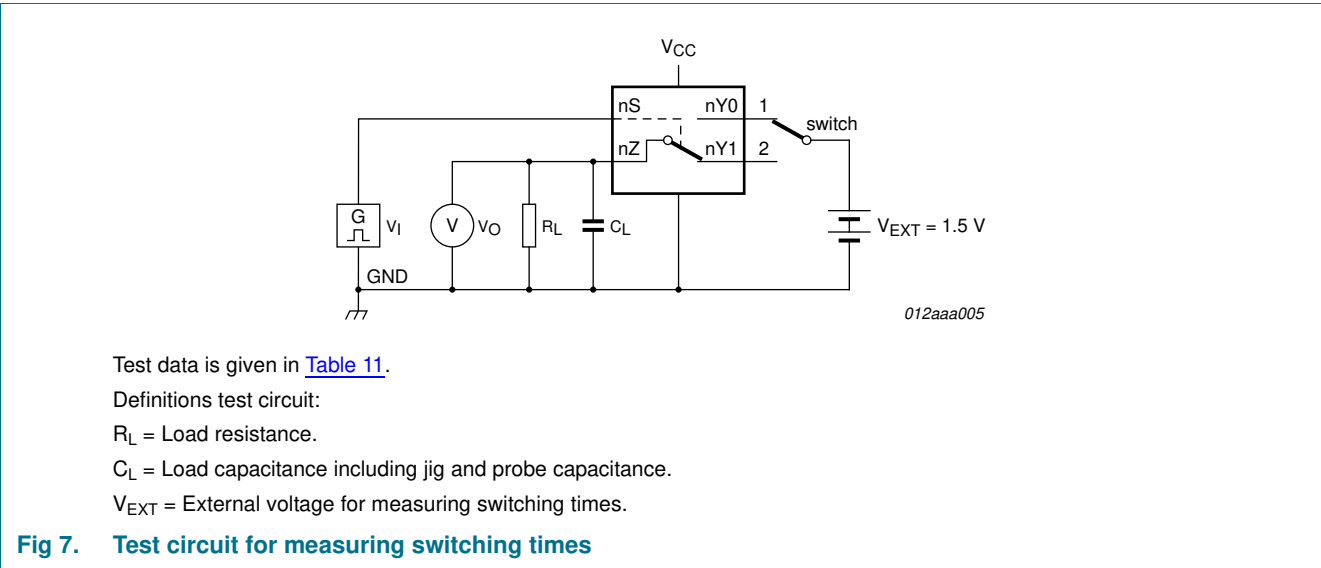 VCC
nS nY0 1
switch
nZ nY1 2
G VI V VO RL CL VEXT = 1.5 V
GND
012aaa005
Test data is given in Table 11.
Definitions test circuit:
RL = Load resistance.
CL = Load capacitance including jig and probe capacitance.
VEXT = External voltage for measuring switching times.
Fig 7. Test circuit for measuring switching times